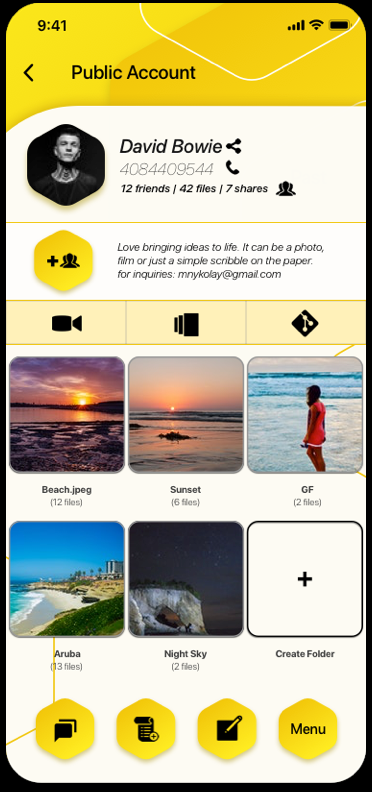 9:41
Public Account
David Bowie
4084409544
12 friends | 42 files | 7 shares
Love bringing ideas to life. It can be a photo,
film or just a simple scribble on the paper.
for inquiries: mnykolay@gmail.com
Beach.jpeg
(12 files)
Sunset
(6 files)
GF
(2 files)
Aruba
(13 files)
Night Sky
(2 files)
Create Folder
Menu